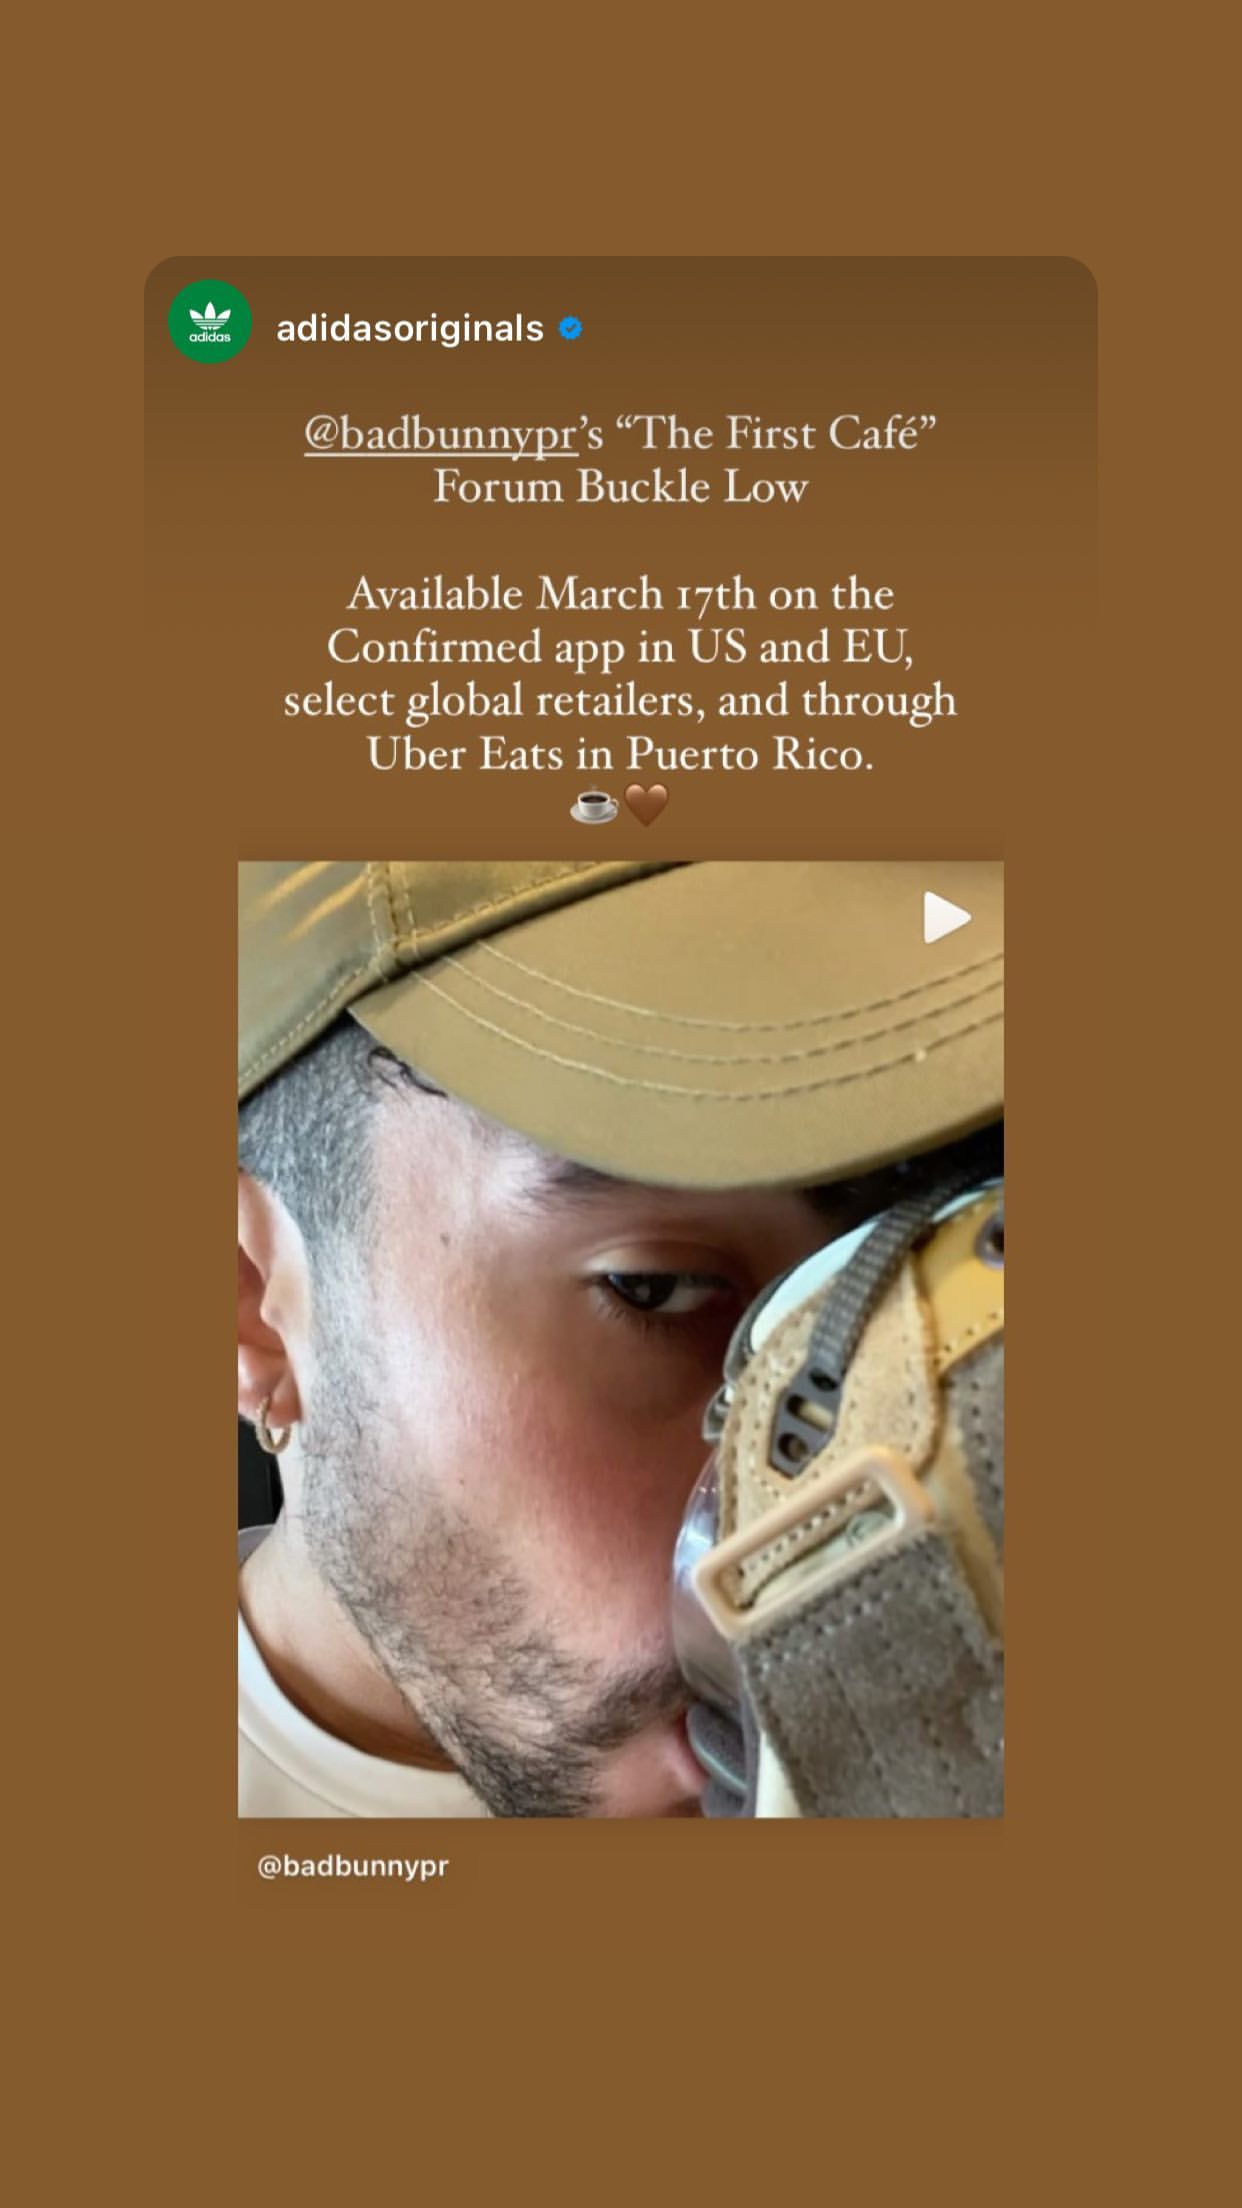 adidas
adidasoriginals
@badbunnypr’s “The First Café”
Forum Buckle Low
Available March 17th on the
Confirmed app in US and EU,
select global retailers, and through
Uber Eats in Puerto Rico.
☕🤎
@badbunnypr